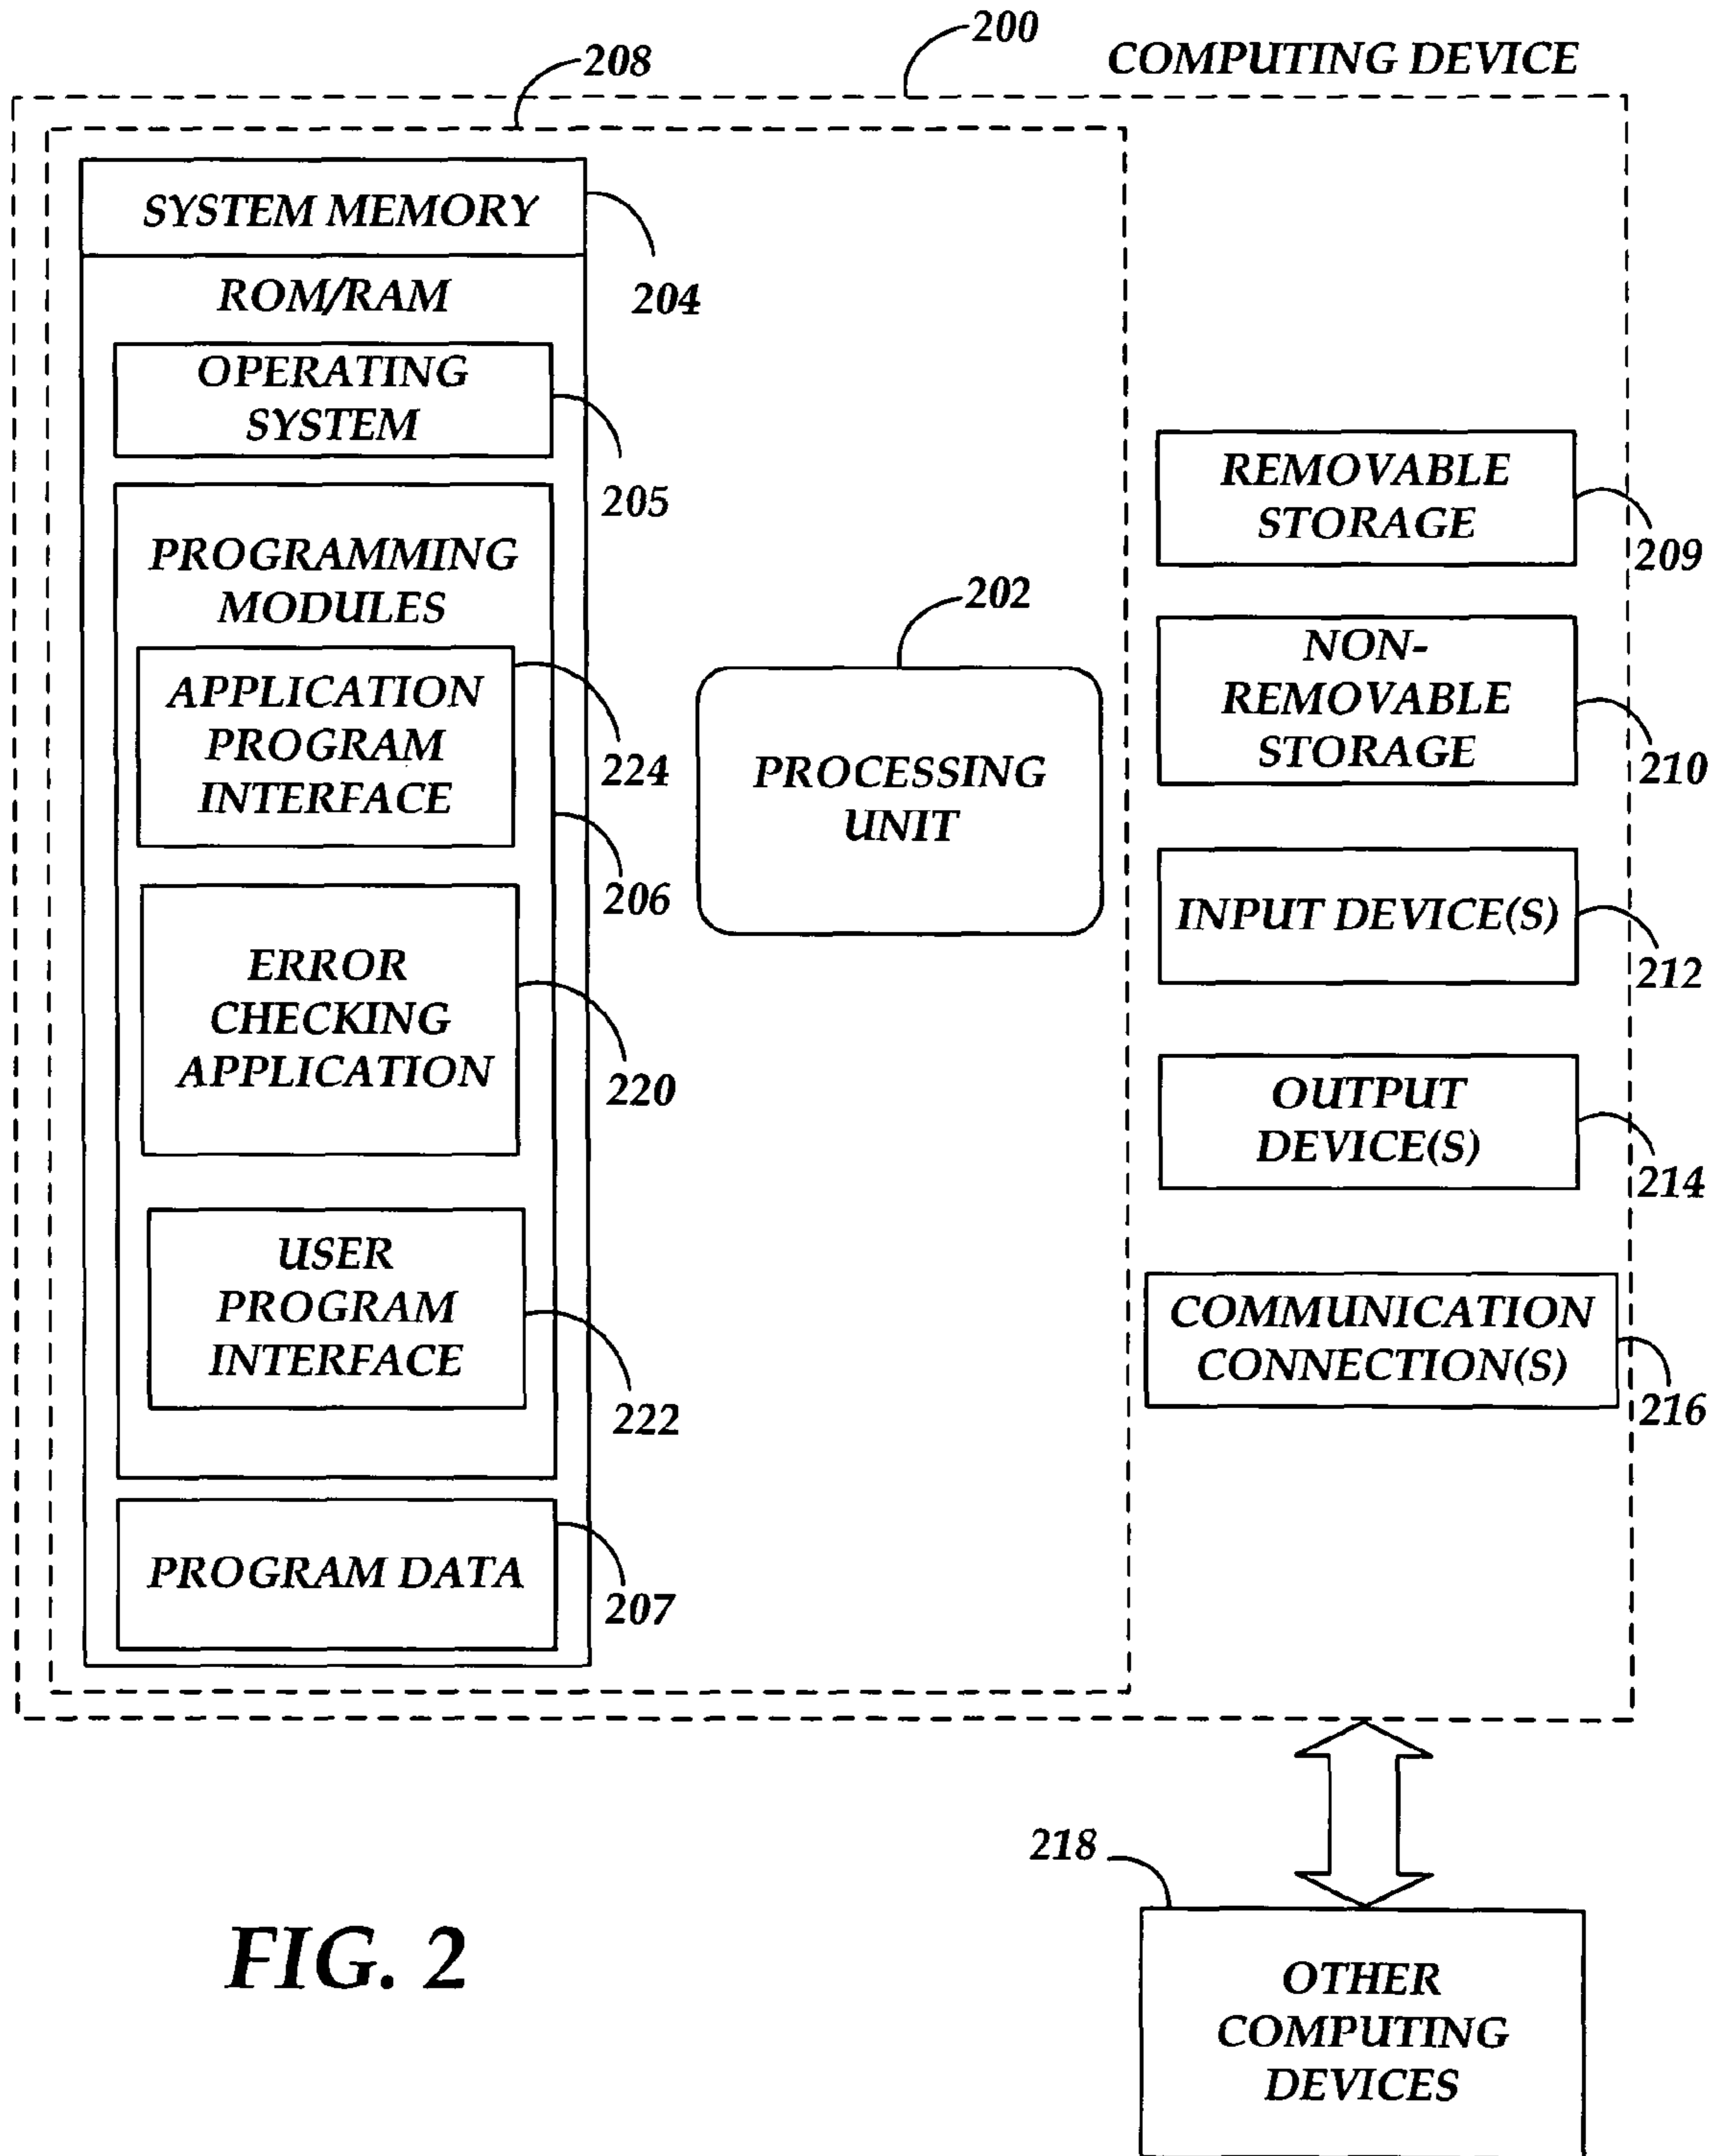 200
COMPUTING DEVICE
208
SYSTEM MEMORY
204
ROM/RAM
OPERATING
SYSTEM
205
PROGRAMMING
MODULES
APPLICATION
PROGRAM
INTERFACE
224
206
ERROR
CHECKING
APPLICATION
220
USER
PROGRAM
INTERFACE
222
PROGRAM DATA
207
202
PROCESSING
UNIT
REMOVABLE
STORAGE
209
NON-
REMOVABLE
STORAGE
210
INPUT DEVICE(S)
212
OUTPUT
DEVICE(S)
214
COMMUNICATION
CONNECTION(S)
216
218
OTHER
COMPUTING
DEVICES
FIG. 2